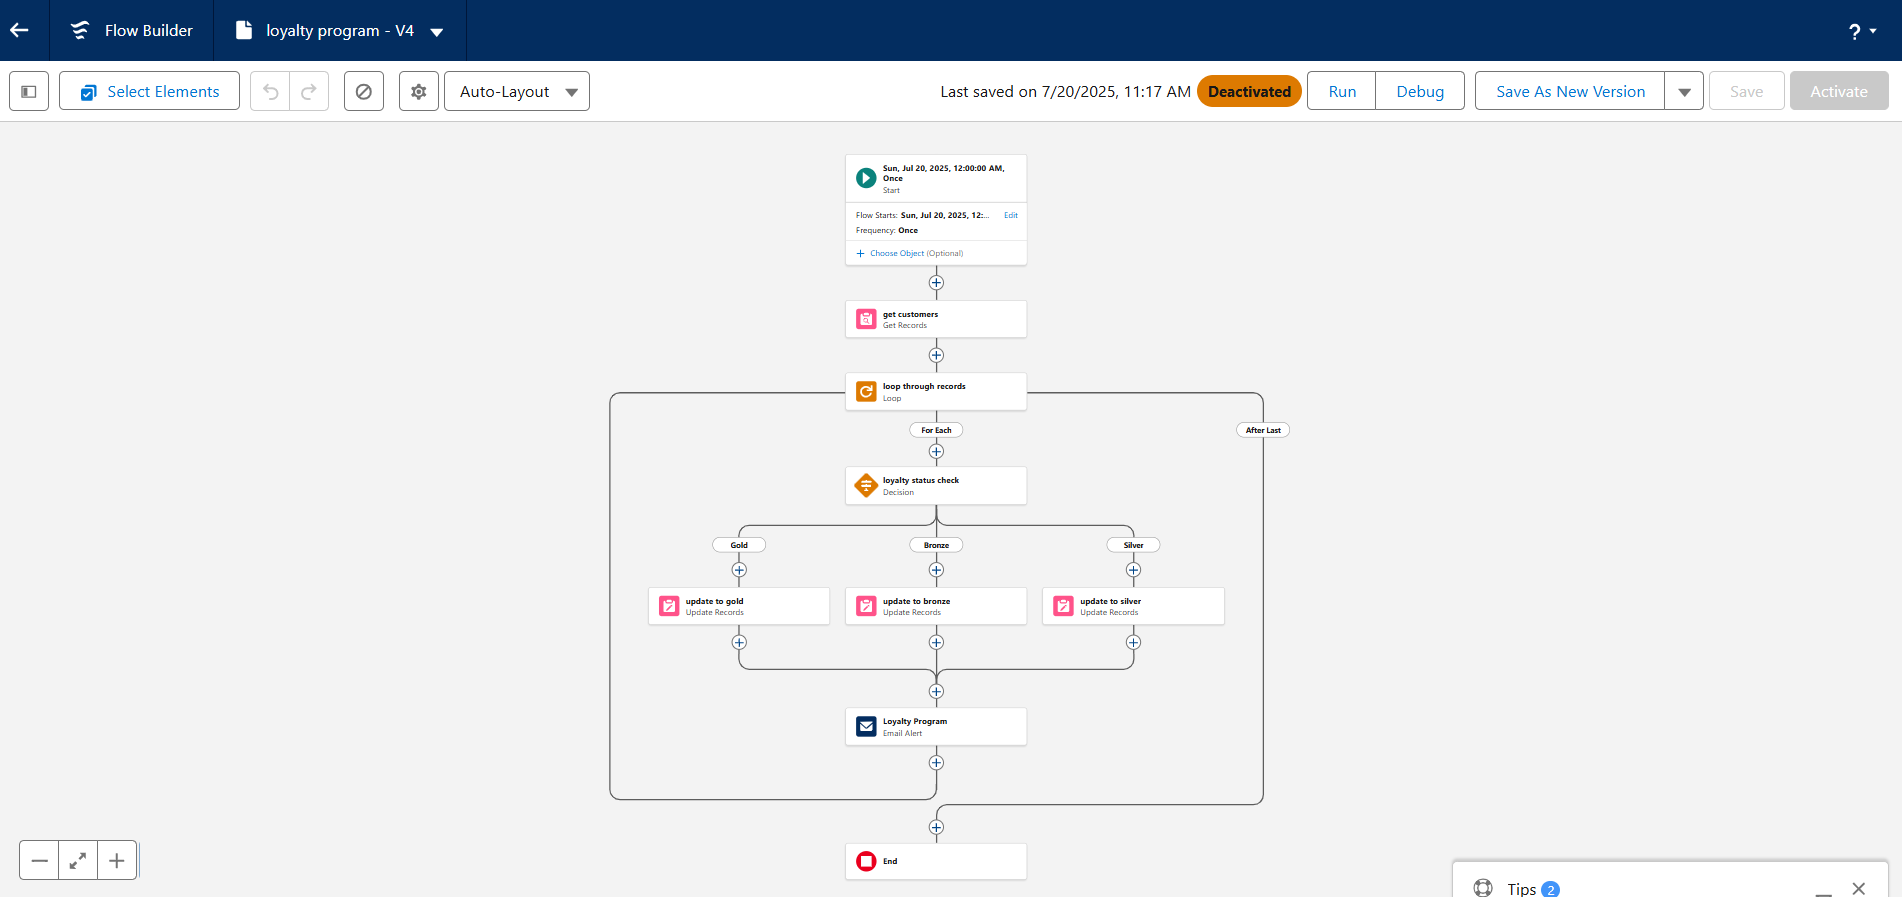 Flow Builder
loyalty program - V4
?
Select Elements
Auto-Layout
Last saved on 7/20/2025, 11:17 AM
Deactivated
Run
Debug
Save As New Version
Save
Activate
Sun, Jul 20, 2025, 12:00:00 AM,
Once
Start
Flow Starts: Sun, Jul 20, 2025, 12:...
Edit
Frequency: Once
+ Choose Object (Optional)
get customers
Get Records
loop through records
Loop
For Each
After Last
loyalty status check
Decision
Gold
Bronze
Silver
update to gold
Update Records
update to bronze
Update Records
update to silver
Update Records
Loyalty Program
Email Alert
End
Tips 2